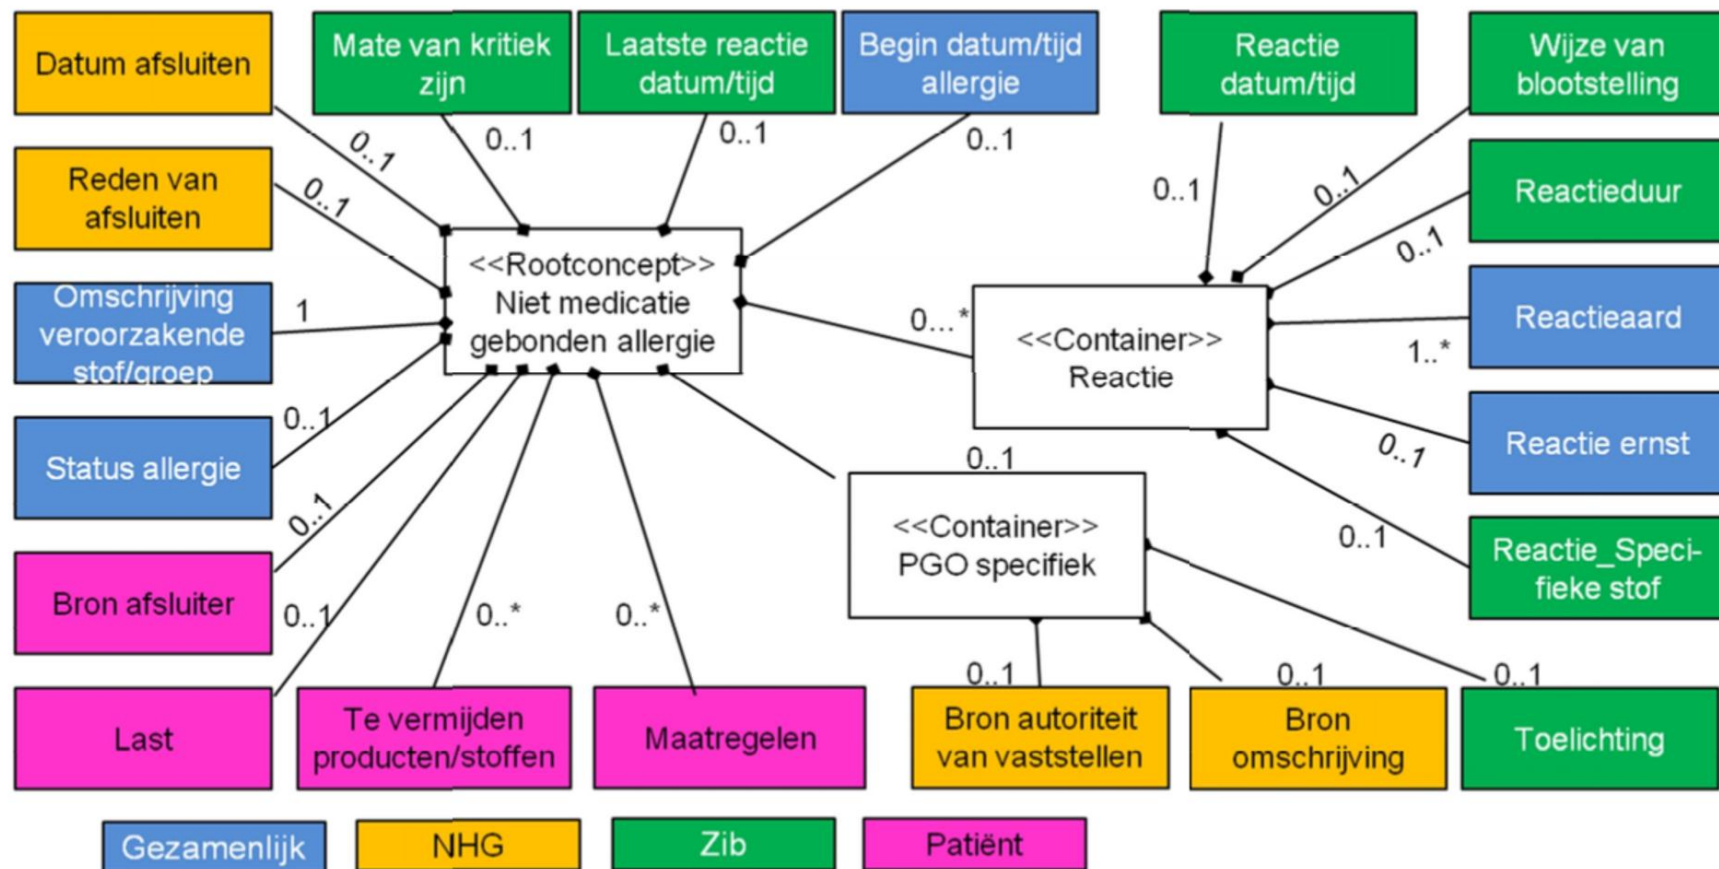 Datum afsluiten
Mate van kritiek
zijn
Laatste reactie
datum/tijd
Begin datum/tijd
allergie
Reactie
datum/tijd
Wijze van
blootstelling
0..1
0..1
0..1
0..1
0..1
0..1
Reden van
afsluiten
0..1
Reactieduur
0..1
<<Rootconcept>>
Niet medicatie
gebonden allergie
Omschrijving
veroorzakende
stof/groep
1
0...*
<<Container>>
Reactie
Reactieaard
1..*
Status allergie
0..1
Reactie ernst
0..1
0..1
<<Container>>
PGO specifiek
Reactie_Speci-
fieke stof
0..1
Bron afsluiter
0..1
0..1
0..*
0..*
0..1
0..1
0..1
Last
Te vermijden
producten/stoffen
Maatregelen
Bron autoriteit
van vaststellen
Bron
omschrijving
Toelichting
Gezamenlijk
NHG
Zib
Patiënt